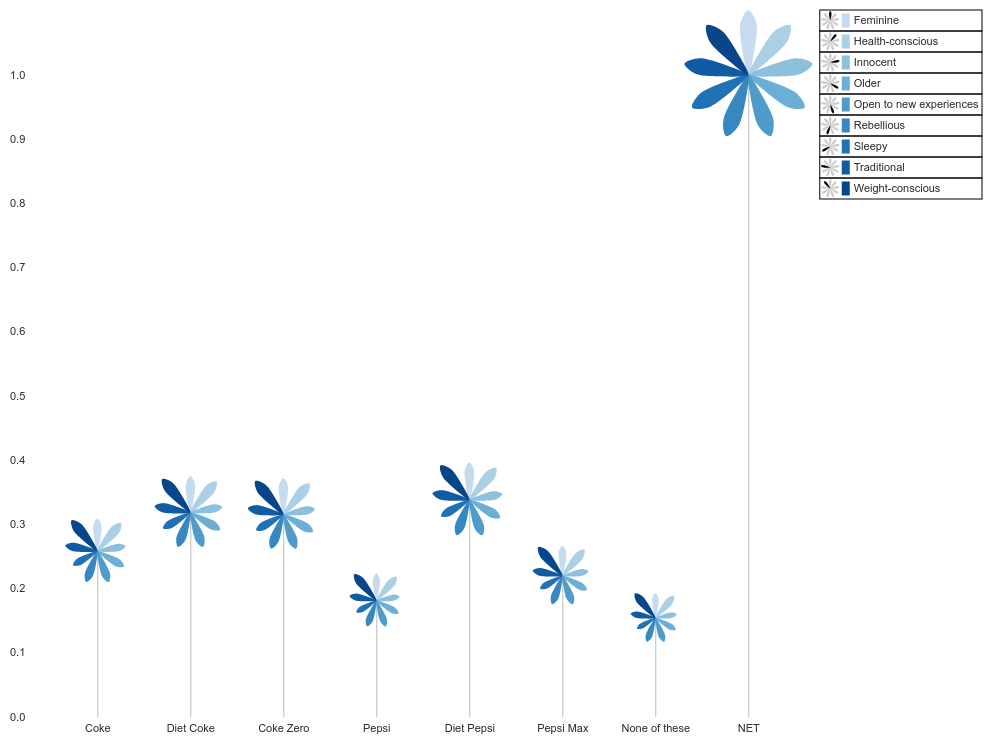 Feminine
Health-conscious
Innocent
Older
Open to new experiences
Rebellious
Sleepy
Traditional
Weight-conscious
1.0
0.9
0.8
0.7
0.6
0.5
0.4
0.3
0.2
0.1
0.0
Coke Diet Coke Coke Zero Pepsi Diet Pepsi Pepsi Max None of these NET